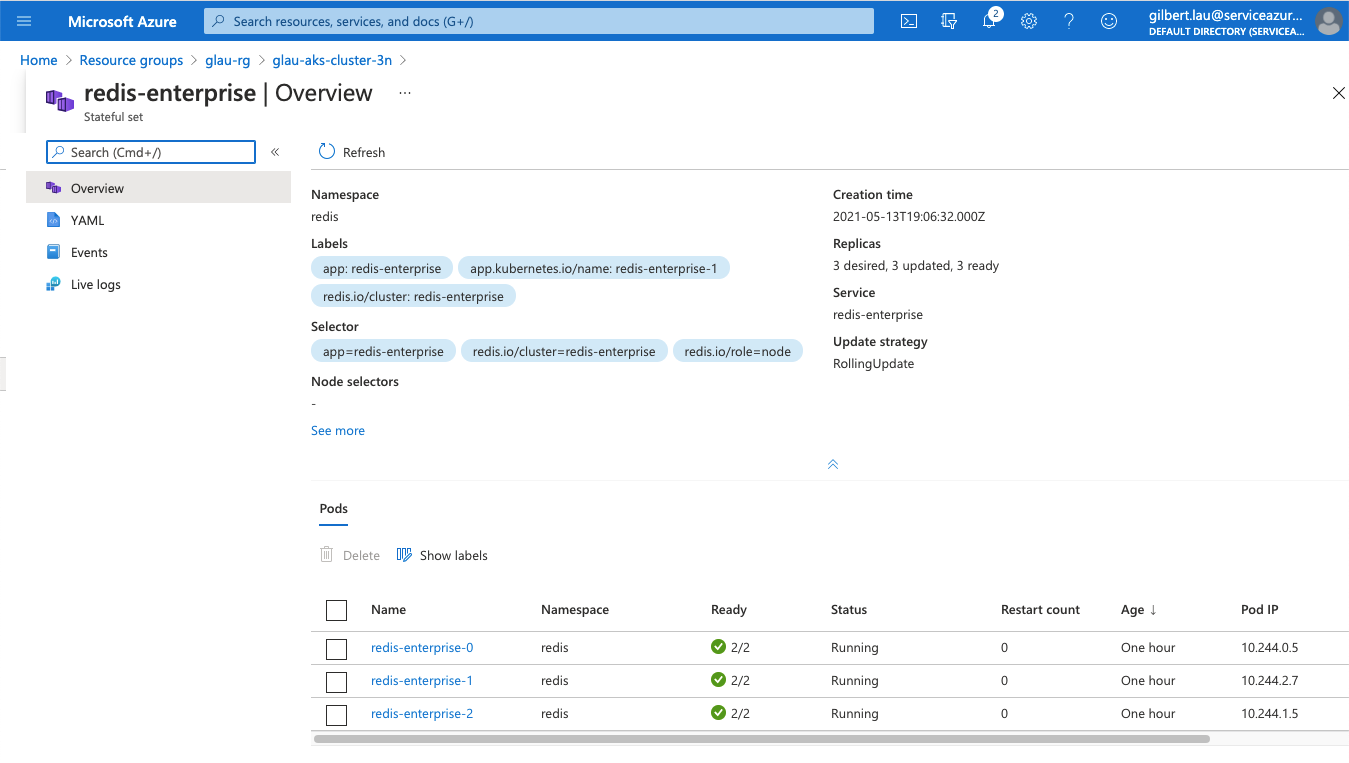 Microsoft Azure
Search resources, services, and docs (G+/)
2
gilbert.lau@serviceazur...
DEFAULT DIRECTORY (SERVICEA...
Home > Resource groups > glau-rg > glau-aks-cluster-3n >
redis-enterprise | Overview ...
Stateful set
Search (Cmd+/)
«
Refresh
Overview
YAML
Events
Live logs
Namespace
redis
Labels
app: redis-enterprise
app.kubernetes.io/name: redis-enterprise-1
redis.io/cluster: redis-enterprise
Selector
app=redis-enterprise
redis.io/cluster=redis-enterprise
redis.io/role=node
Node selectors
-
See more
Creation time
2021-05-13T19:06:32.000Z
Replicas
3 desired, 3 updated, 3 ready
Service
redis-enterprise
Update strategy
RollingUpdate
Pods
Delete
Show labels
Name Namespace Ready Status Restart count Age ↓ Pod IP
redis-enterprise-0 redis 2/2 Running 0 One hour 10.244.0.5
redis-enterprise-1 redis 2/2 Running 0 One hour 10.244.2.7
redis-enterprise-2 redis 2/2 Running 0 One hour 10.244.1.5